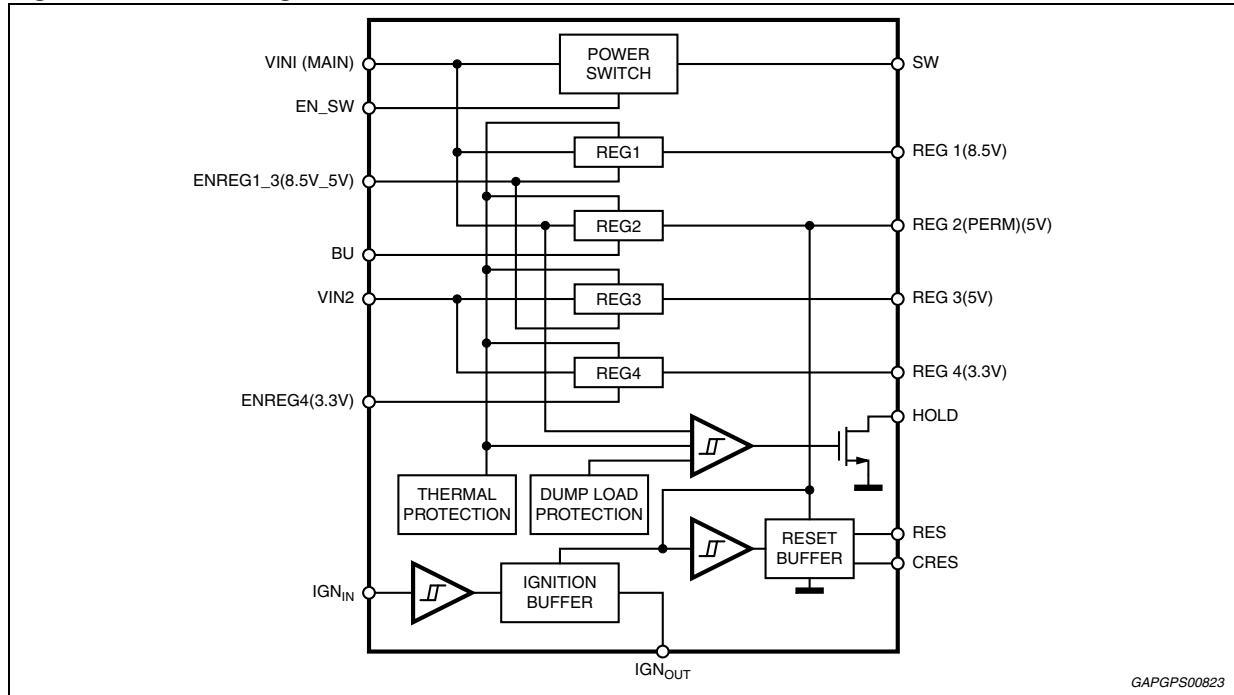 VINI (MAIN)
POWER
SWITCH
SW
EN_SW
REG1
REG 1(8.5V)
ENREG1_3(8.5V_5V)
REG2
REG 2(PERM)(5V)
BU
VIN2
REG3
REG 3(5V)
REG4
REG 4(3.3V)
ENREG4(3.3V)
HOLD
THERMAL
PROTECTION
DUMP LOAD
PROTECTION
RESET
BUFFER
RES
CRES
IGNIN
IGNITION
BUFFER
IGNOUT
GAPGPS00823